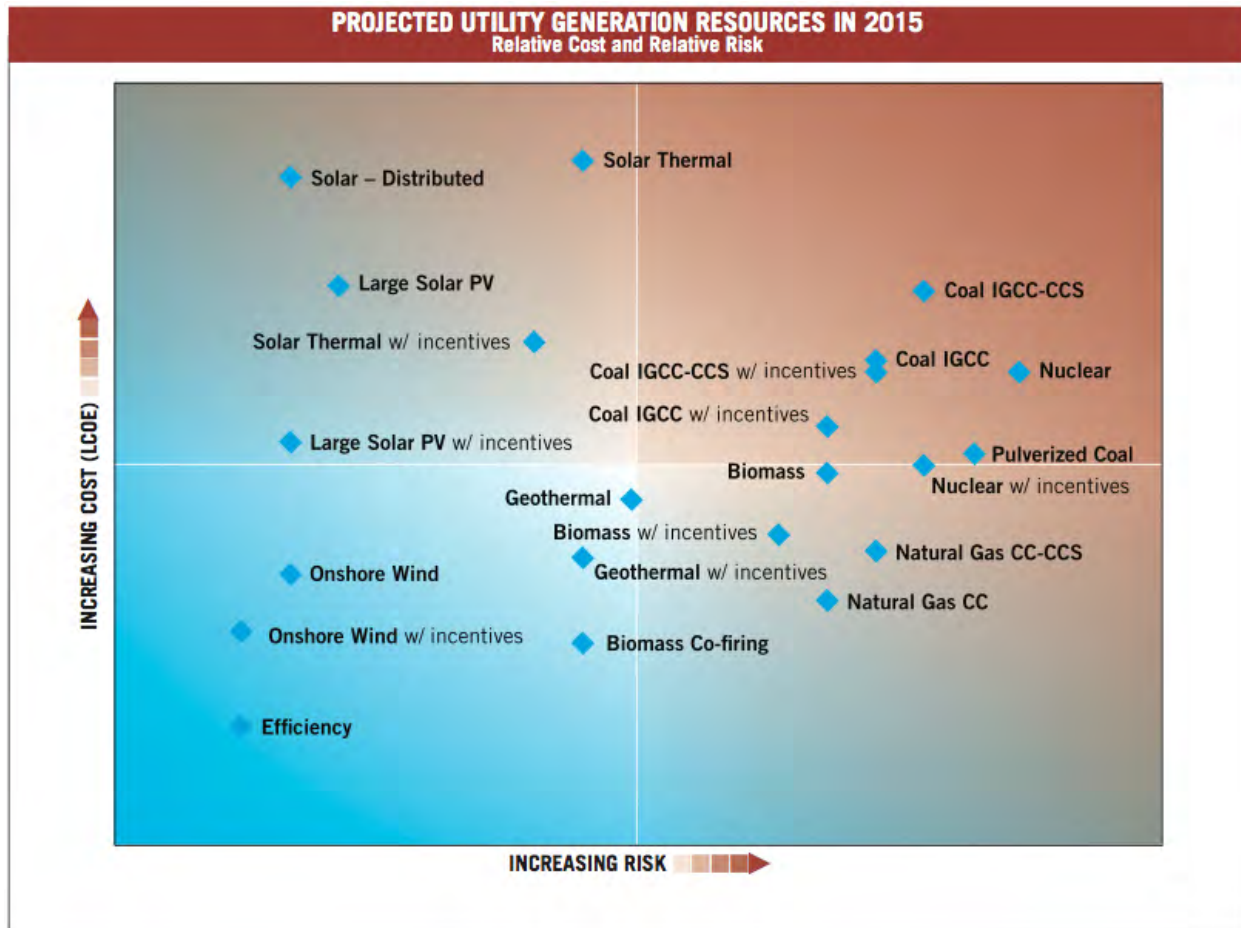 PROJECTED UTILITY GENERATION RESOURCES IN 2015
Relative Cost and Relative Risk
Solar Thermal
Solar – Distributed
Large Solar PV
Coal IGCC-CCS
Solar Thermal w/ incentives
Coal IGCC
Coal IGCC-CCS w/ incentives
Nuclear
Coal IGCC w/ incentives
Large Solar PV w/ incentives
Pulverized Coal
Biomass
Nuclear w/ incentives
Geothermal
Biomass w/ incentives
Natural Gas CC-CCS
Geothermal w/ incentives
Onshore Wind
Natural Gas CC
Onshore Wind w/ incentives
Biomass Co-firing
Efficiency
INCREASING COST (LCOE)
INCREASING RISK